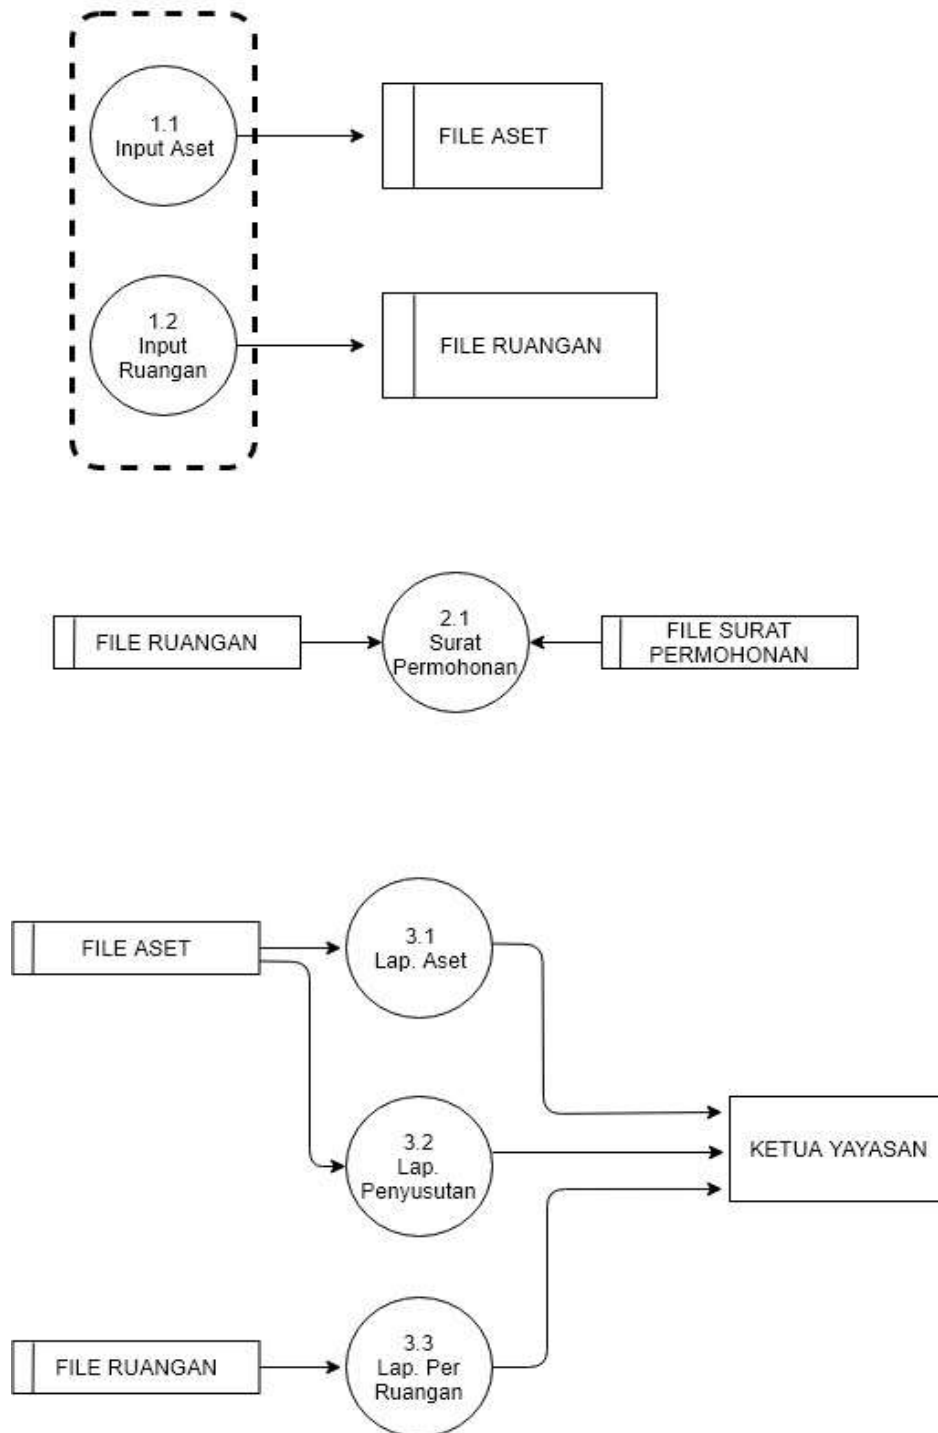 1.1
Input Aset
FILE ASET
1.2
Input
Ruangan
FILE RUANGAN
FILE RUANGAN
2.1
Surat
Permohonan
FILE SURAT
PERMOHONAN
FILE ASET
3.1
Lap. Aset
3.2
Lap.
Penyusutan
KETUA YAYASAN
FILE RUANGAN
3.3
Lap. Per
Ruangan